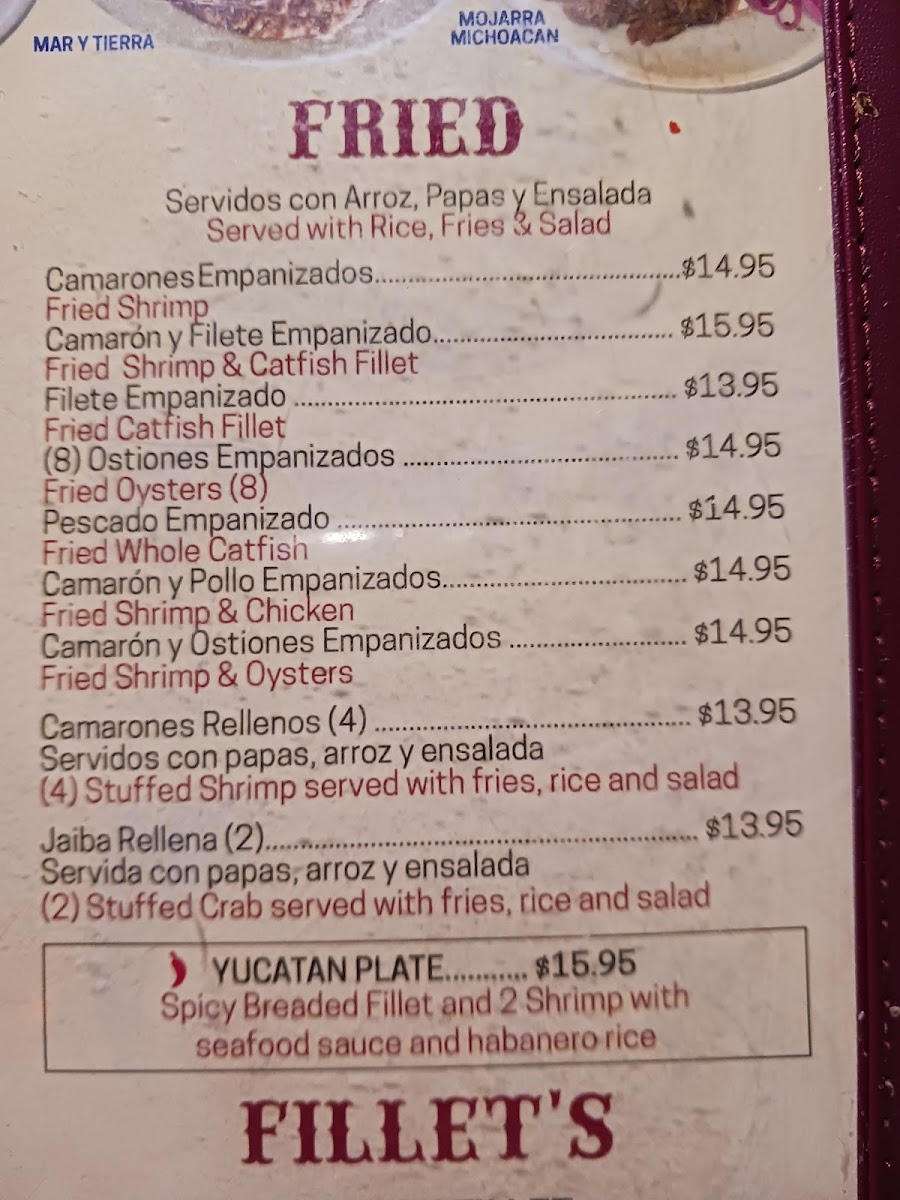 MAR Y TIERRA
MOJARRA
MICHOACAN
FRIED
Servidos con Arroz, Papas y Ensalada
Served with Rice, Fries & Salad
Camarones Empanizados....................................................$14.95
Fried Shrimp
Camarón y Filete Empanizado........................................ $15.95
Fried Shrimp & Catfish Fillet
Filete Empanizado ................................................................ $13.95
Fried Catfish Fillet
(8) Ostiones Empanizados .............................................. $14.95
Fried Oysters (8)
Pescado Empanizado .......................................................... $14.95
Fried Whole Catfish
Camarón y Pollo Empanizados......................................... $14.95
Fried Shrimp & Chicken
Camarón y Ostiones Empanizados ............................. $14.95
Fried Shrimp & Oysters
Camarones Rellenos (4) .................................................... $13.95
Servidos con papas, arroz y ensalada
(4) Stuffed Shrimp served with fries, rice and salad
Jaiba Rellena (2)....................................................................... $13.95
Servida con papas, arroz y ensalada
(2) Stuffed Crab served with fries, rice and salad
YUCATAN PLATE........... $15.95
Spicy Breaded Fillet and 2 Shrimp with
seafood sauce and habanero rice
FILLET'S